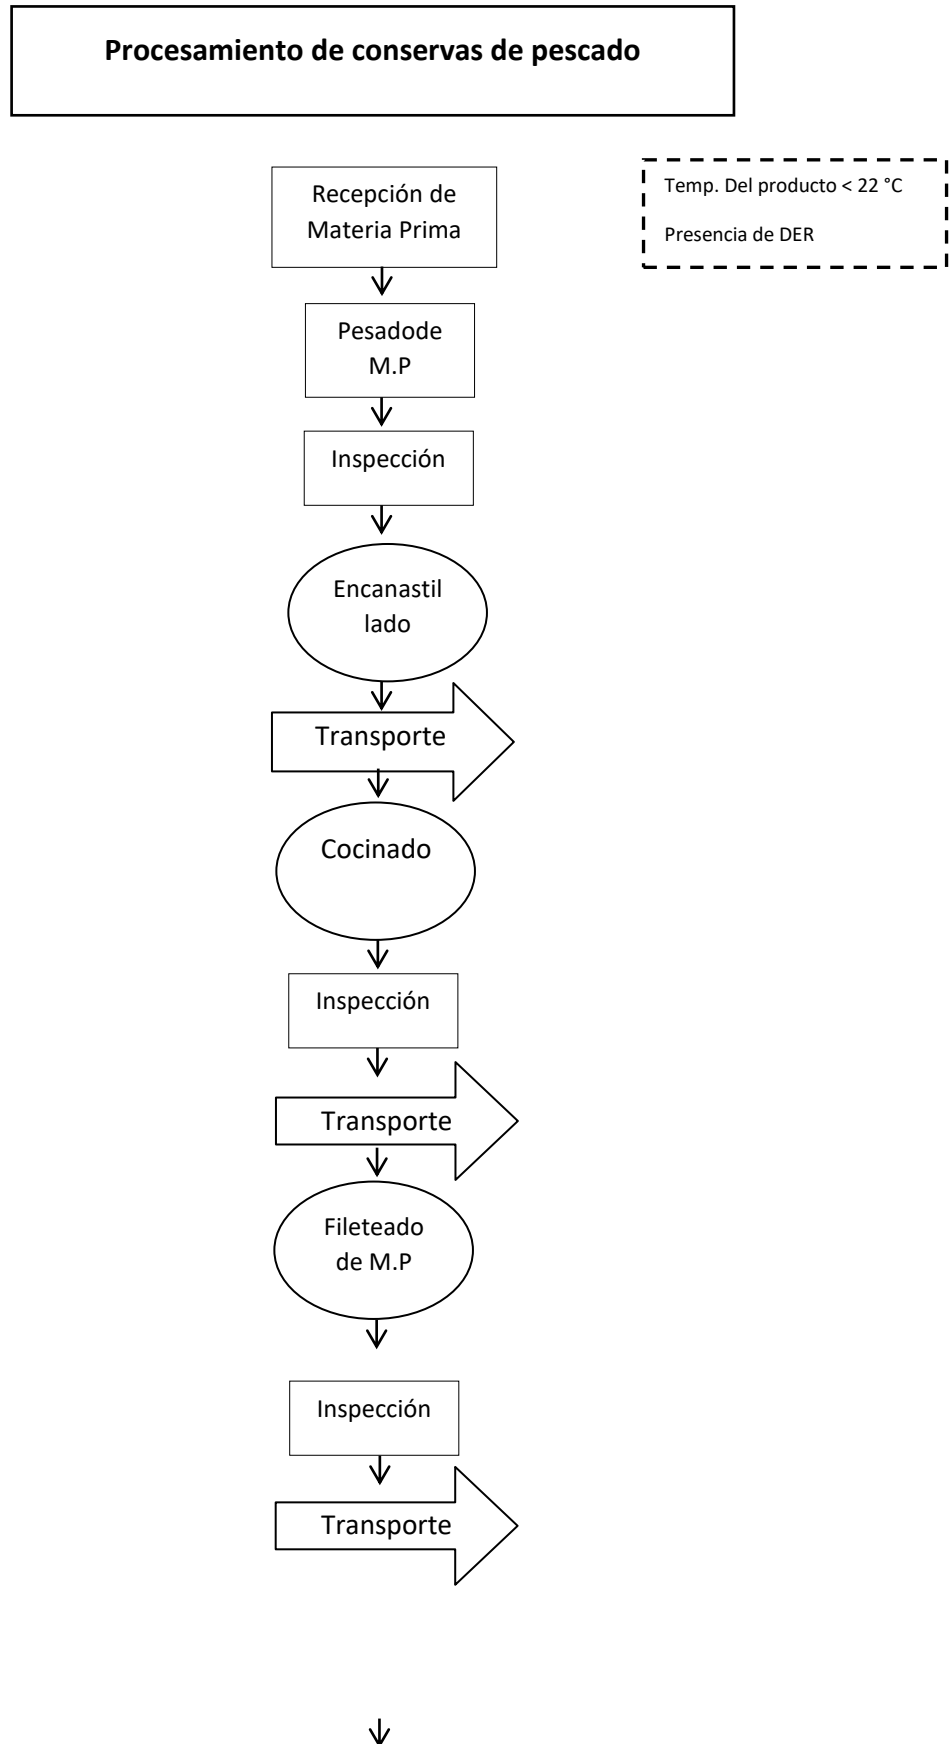 Procesamiento de conservas de pescado
Recepción de
Materia Prima
Temp. Del producto < 22 °C
Presencia de DER
Pesadode
M.P
Inspección
Encanastil
lado
Transporte
Cocinado
Inspección
Transporte
Fileteado
de M.P
Inspección
Transporte